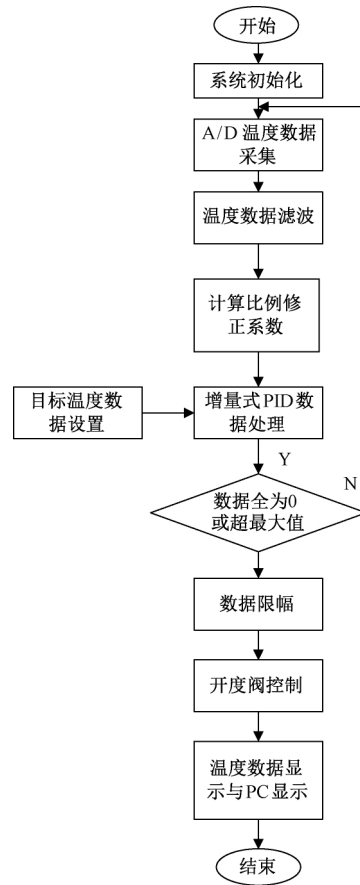 开始
系统初始化
A/D 温度数据
采集
温度数据滤波
计算比例修
正系数
目标温度数
据设置
增量式PID数
据处理
Y
N
数据全为0
或超最大值
数据限幅
开度阀控制
温度数据显
示与PC显示
结束